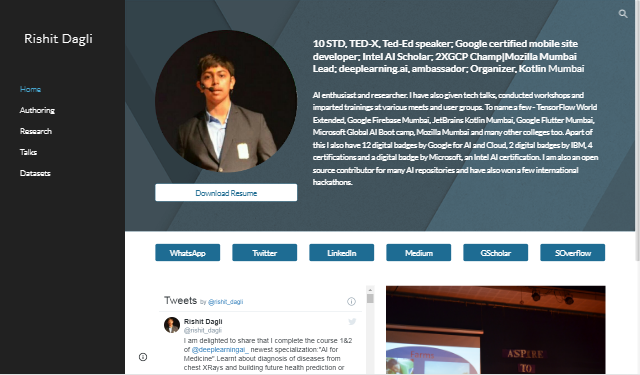 Rishit Dagli
Home
Authoring
Research
Talks
Datasets
10 STD, TED-X, Ted-Ed speaker; Google certified mobile site
developer; Intel AI Scholar; 2XGCP Champ|Mozilla Mumbai
Lead; deeplearning.ai, ambassador; Organizer, Kotlin Mumbai
AI enthusiast and researcher. I have also given tech talks, conducted workshops and
imparted trainings at various meets and user groups. To name a few - TensorFlow World
Extended, Google Firebase Mumbai, JetBrains Kotlin Mumbai, Google Flutter Mumbai,
Microsoft Global AI Boot camp, Mozilla Mumbai and many other colleges too. Apart of
this I also have 12 digital badges by Google for AI and Cloud, 2 digital badges by IBM, 4
certifications and a digital badge by Microsoft, an Intel AI certification. I am also an open
source contributor for many AI repositories and have also won a few international
hackathons.
Download Resume
WhatsApp
Twitter
LinkedIn
Medium
GScholar
SOverflow
Tweets by @rishit_dagli
Rishit Dagli
@rishit_dagli
I am delighted to share that I complete the course 1&2
of @deeplearningai_ newest specialization:"AI for
Medicine".Learnt about diagnosis of diseases from
chest XRays and building future health prediction or
ASPIRE
TO